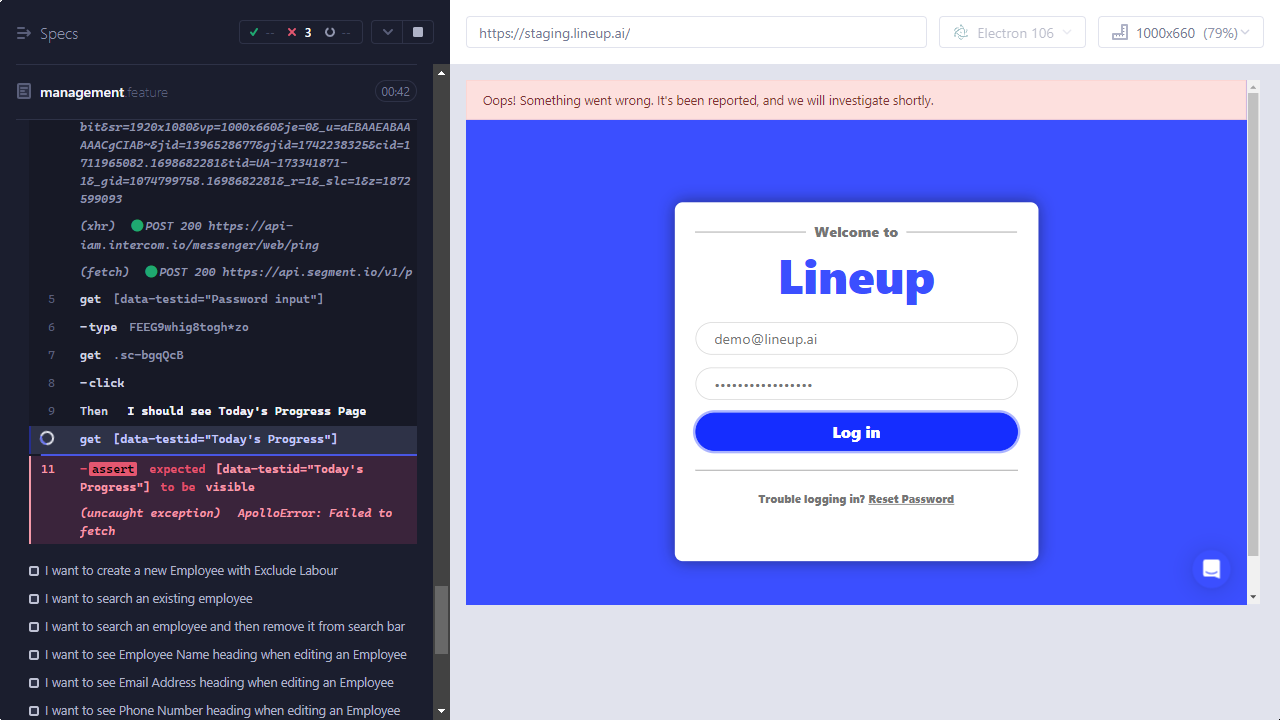 Specs
-- 3 --
management feature 00:42
bit&sr=1920x1080&vp=1000x660&je=0&_u=aEBAAEABAA
AAACgCIAB~&jid=1396528677&gjid=1742238325&cid=1
711965082.1698682281&tid=UA-173341871-
1&_gid=1074799758.1698682281&_r=1&_slc=1&z=1872
599093
(xhr) POST 200 https://api-
iam.intercom.io/messenger/web/ping
(fetch) POST 200 https://api.segment.io/v1/p
5 get [data-testid="Password input"]
6 -type FEEG9whig8togh*zo
7 get .sc-bgqQcB
8 -click
9 Then I should see Today's Progress Page
get [data-testid="Today's Progress"]
11 -assert expected [data-testid="Today's
Progress"] to be visible
(uncaught exception) ApolloError: Failed to
fetch
I want to create a new Employee with Exclude Labour
I want to search an existing employee
I want to search an employee and then remove it from search bar
I want to see Employee Name heading when editing an Employee
I want to see Email Address heading when editing an Employee
I want to see Phone Number heading when editing an Employee
https://staging.lineup.ai/
Electron 106
1000x660 (79%)
Oops! Something went wrong. It's been reported, and we will investigate shortly.
Welcome to
Lineup
demo@lineup.ai
•••••••••••••••••
Log in
Trouble logging in? Reset Password